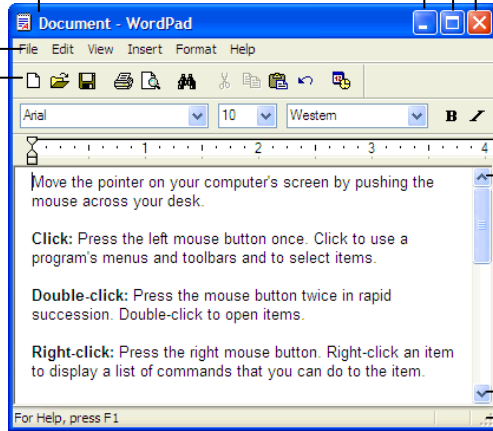 Document - WordPad
File Edit View Insert Format Help
Arial 10 Western B I
1 2 3 4
Move the pointer on your computer's screen by pushing the
mouse across your desk.
Click: Press the left mouse button once. Click to use a
program's menus and toolbars and to select items.
Double-click: Press the mouse button twice in rapid
succession. Double-click to open items.
Right-click: Press the right mouse button. Right-click an item
to display a list of commands that you can do to the item.
For Help, press F1